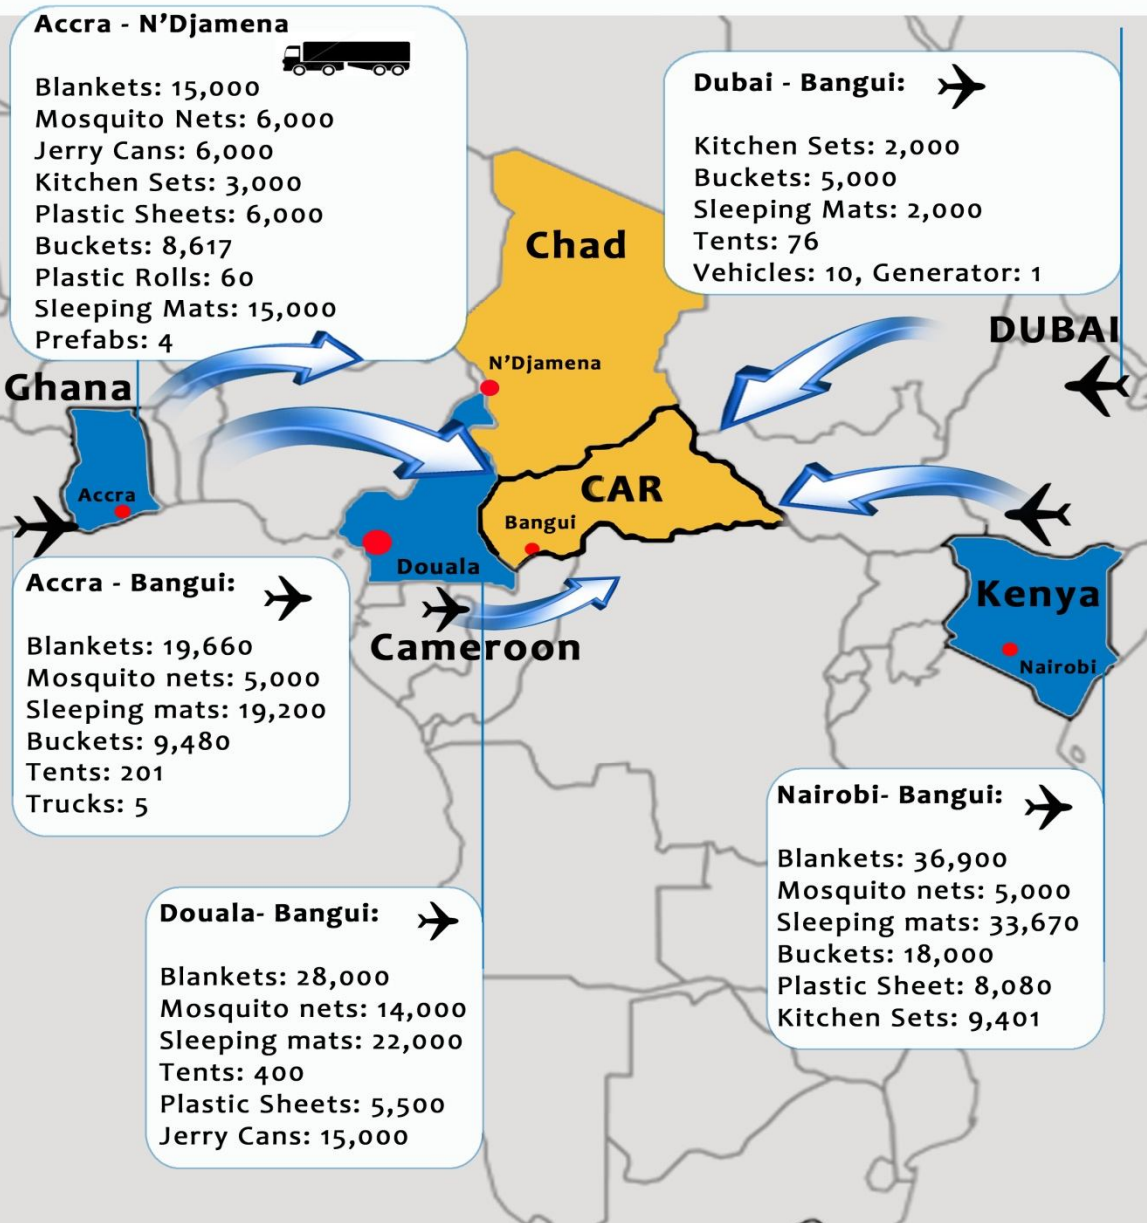 Accra - N'Djamena
Blankets: 15,000
Mosquito Nets: 6,000
Jerry Cans: 6,000
Kitchen Sets: 3,000
Plastic Sheets: 6,000
Buckets: 8,617
Plastic Rolls: 60
Sleeping Mats: 15,000
Prefabs: 4
Dubai - Bangui:
Kitchen Sets: 2,000
Buckets: 5,000
Sleeping Mats: 2,000
Tents: 76
Vehicles: 10, Generator: 1
Chad
N'Djamena
DUBAI
Ghana
Accra
CAR
Bangui
Douala
Cameroon
Kenya
Nairobi
Accra - Bangui:
Blankets: 19,660
Mosquito nets: 5,000
Sleeping mats: 19,200
Buckets: 9,480
Tents: 201
Trucks: 5
Nairobi- Bangui:
Blankets: 36,900
Mosquito nets: 5,000
Sleeping mats: 33,670
Buckets: 18,000
Plastic Sheet: 8,080
Kitchen Sets: 9,401
Douala- Bangui:
Blankets: 28,000
Mosquito nets: 14,000
Sleeping mats: 22,000
Tents: 400
Plastic Sheets: 5,500
Jerry Cans: 15,000